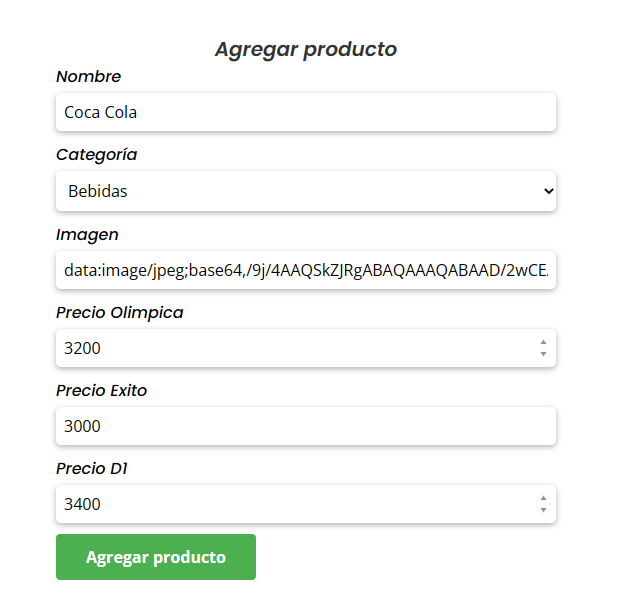 Agregar producto
Nombre
Coca Cola
Categoría
Bebidas
Imagen
data:image/jpeg;base64,/9j/4AAQSkZJRgABAQAAAQABAAD/2wCE
Precio Olimpica
3200
Precio Exito
3000
Precio D1
3400
Agregar producto